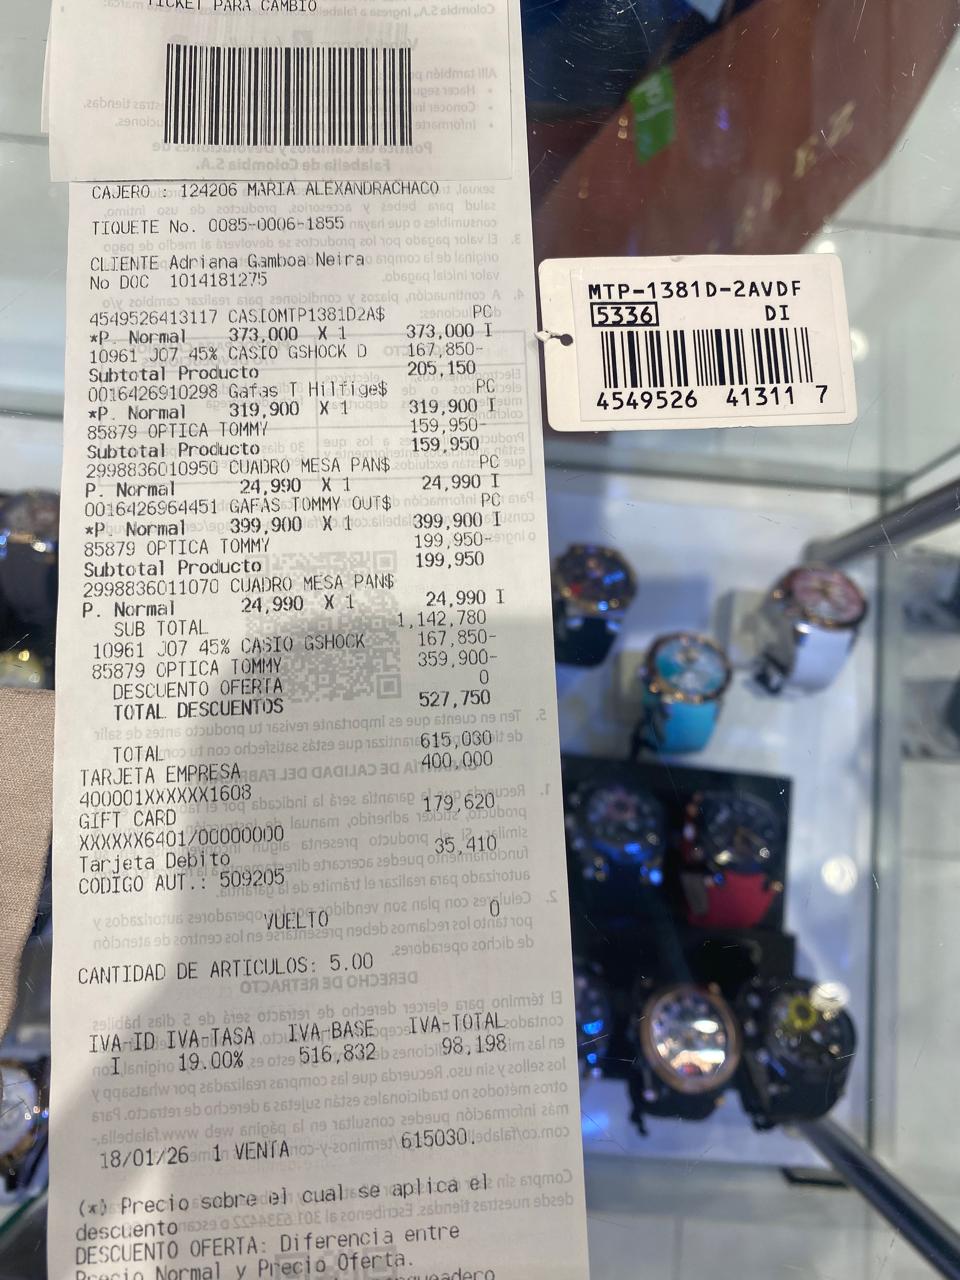 TICKET PARA CAMBIO
CAJERO : 124206 MARIA ALEXANDRACHACO
TIQUETE No. 0085-0006-1855
CLIENTE Adriana Gamboa Neira
No DOC 1014181275
4549526413117 CASIOMTP1381D2A$ PC
*P. Normal 373,000 X 1 373,000 I
10961 J07 45% CASIO GSHOCK D 167,850-
Subtotal Producto 205,150
0016426910298 Gafas T Hilfige$ PC
*P. Normal 319,900 X 1 319,900 I
85879 OPTICA TOMMY 159,950-
Subtotal Producto 159,950
2998836010950 CUADRO MESA PAN$ PC
P. Normal 24,990 X 1 24,990 I
0016426964451 GAFAS TOMMY OUT$ PC
*P. Normal 399,900 X 1 399,900 I
85879 OPTICA TOMMY 199,950-
Subtotal Producto 199,950
2998836011070 CUADRO MESA PAN$
P. Normal 24,990 X 1 24,990 I
SUB TOTAL 1,142,780
10961 J07 45% CASIO GSHOCK 167,850-
85879 OPTICA TOMMY 359,900-
DESCUENTO OFERTA 0
TOTAL DESCUENTOS 527,750
TOTAL 615,030
TARJETA EMPRESA 400,000
400001XXXXXX1608
GIFT CARD 179,620
XXXXXX6401/00000000
Tarjeta Debito 35,410
CODIGO AUT.: 509205
VUELTO 0
CANTIDAD DE ARTICULOS: 5.00
IVA-ID IVA-TASA IVA-BASE IVA-TOTAL
I 19.00% 516,832 98,198
18/01/26 1 VENTA 615030.
(*) Precio sobre el cual se aplica el
descuento
DESCUENTO OFERTA: Diferencia entre
Precio Normal y Precio Oferta.
MTP-1381D-2AVDF
5336 DI
4549526 41311 7